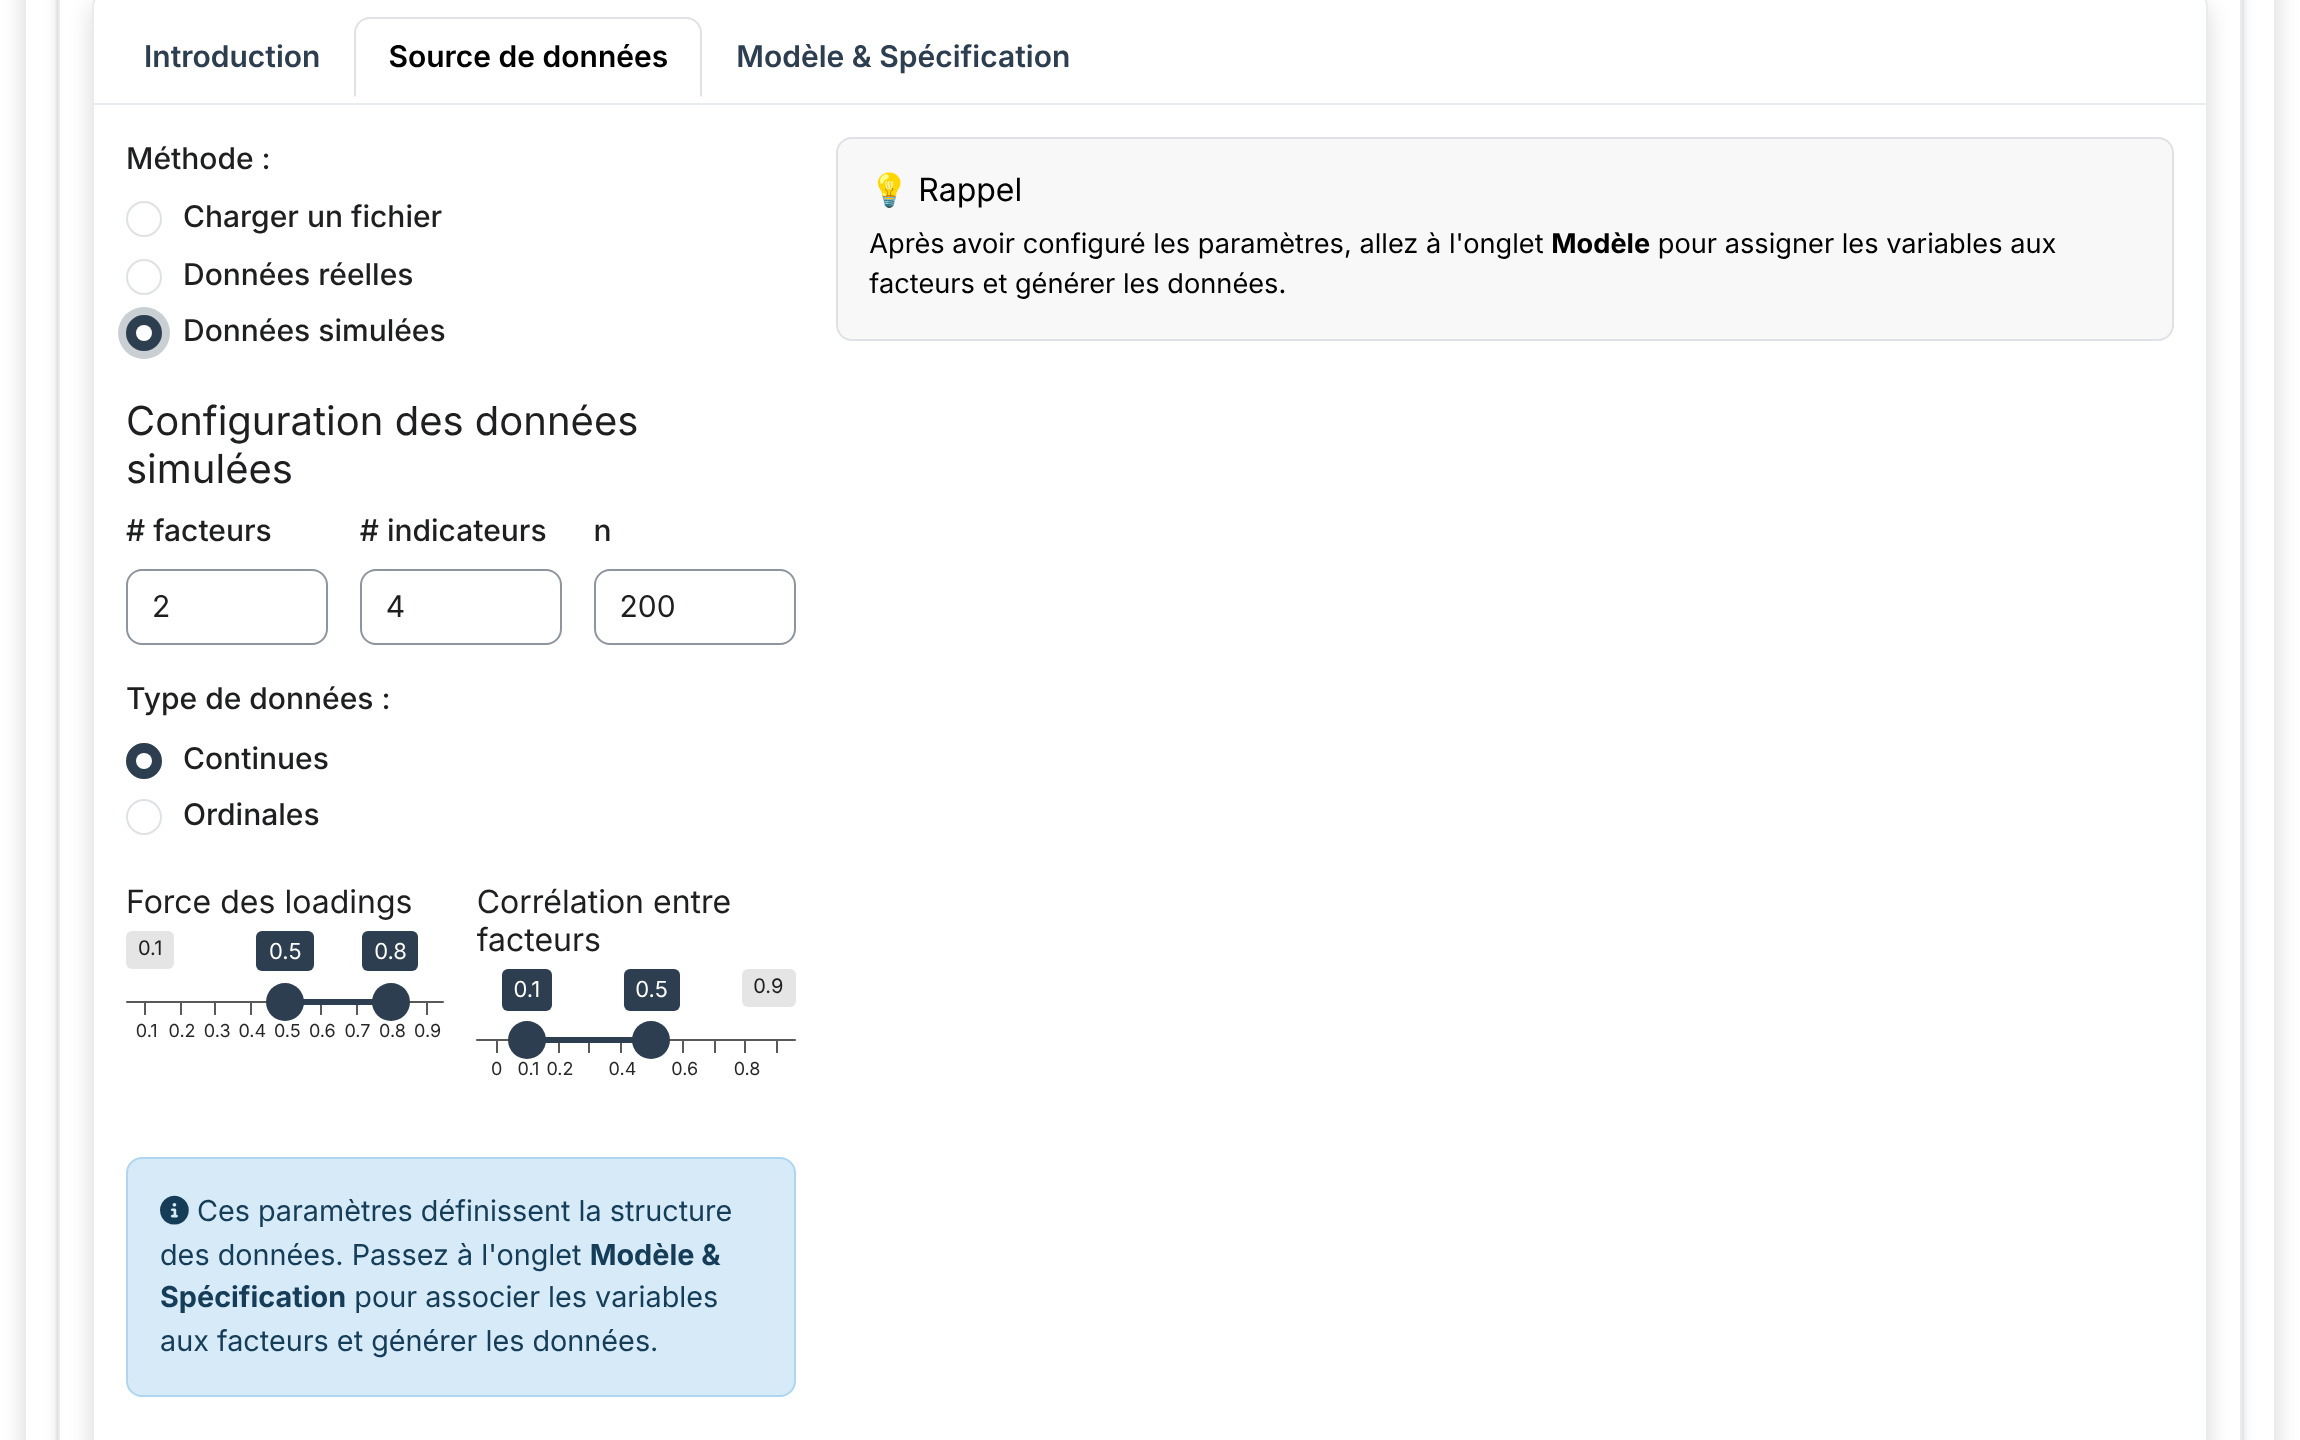 Introduction
Source de données
Modèle & Spécification
Méthode :
Charger un fichier
Données réelles
Données simulées
💡 Rappel
Après avoir configuré les paramètres, allez à l'onglet Modèle pour assigner les variables aux
facteurs et générer les données.
Configuration des données
simulées
# facteurs
# indicateurs
n
2
4
200
Type de données :
Continues
Ordinales
Force des loadings
0.1
0.5
0.8
0.1 0.2 0.3 0.4 0.5 0.6 0.7 0.8 0.9
Corrélation entre
facteurs
0.1
0.5
0.9
0 0.1 0.2 0.4 0.6 0.8
Ces paramètres définissent la structure
des données. Passez à l'onglet Modèle &
Spécification pour associer les variables
aux facteurs et générer les données.